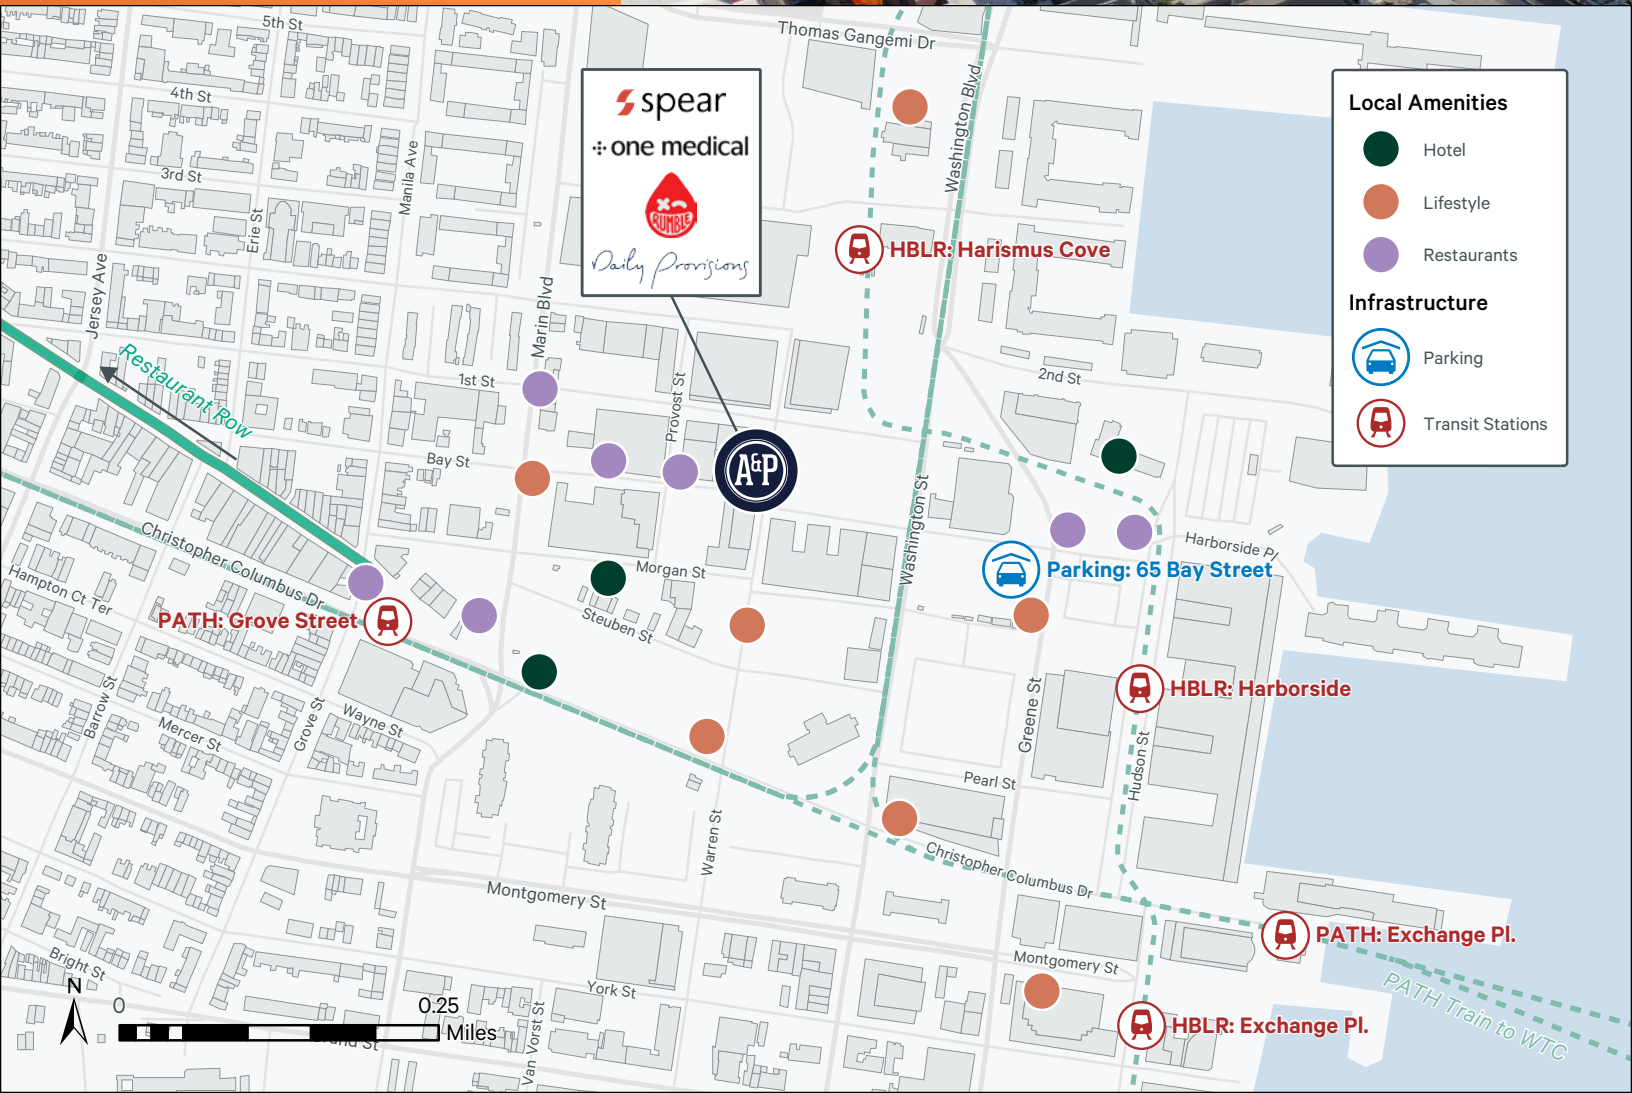 5th St
Thomas Gangemi Dr
4th St
3rd St
Manila Ave
Erie St
Jersey Ave
Marin Blvd
Washington Blvd
spear
one medical
RUMBLE
Daily Provisions
HBLR: Harismus Cove
Local Amenities
Hotel
Lifestyle
Restaurants
Infrastructure
Parking
Transit Stations
Restaurant Row
1st St
2nd St
Provost St
Bay St
A&P
Washington St
Christopher Columbus Dr
Hampton Ct Ter
Morgan St
Steuben St
Harborside Pl
Parking: 65 Bay Street
PATH: Grove Street
HBLR: Harborside
Barrow St
Mercer St
Grove St
Wayne St
Greene St
Hudson St
Pearl St
Warren St
Christopher Columbus Dr
Montgomery St
PATH: Exchange Pl.
Montgomery St
Bright St
York St
Van Vorst St
HBLR: Exchange Pl.
PATH Train to WTC
N
0
0.25
Miles